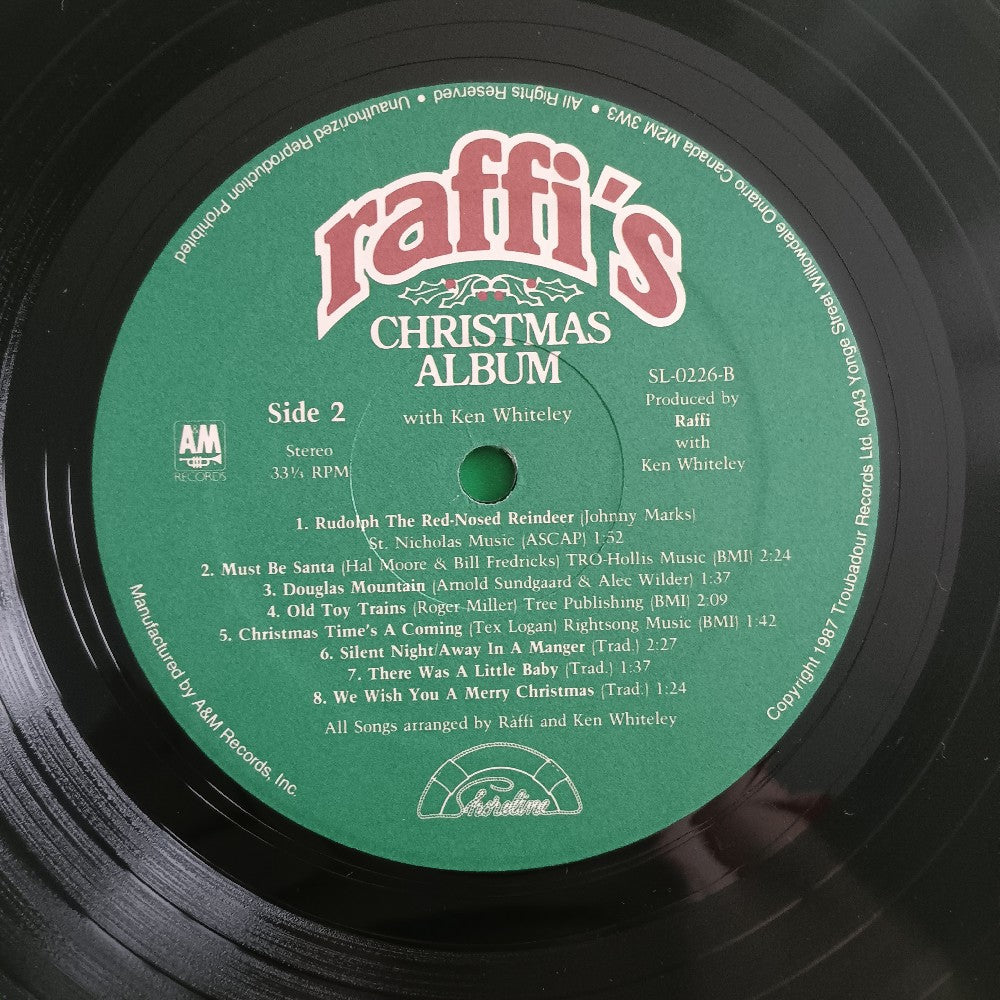 raffi's
CHRISTMAS
ALBUM
with Ken Whiteley
Side 2
Stereo
33⅓ RPM
AM
RECORDS
SL-0226-B
Produced by
Raffi
with
Ken Whiteley
1. Rudolph The Red-Nosed Reindeer (Johnny Marks)
St. Nicholas Music (ASCAP) 1:52
2. Must Be Santa (Hal Moore & Bill Fredricks) TRO-Hollis Music (BMI) 2:24
3. Douglas Mountain (Arnold Sundgaard & Alec Wilder) 1:37
4. Old Toy Trains (Roger Miller) Tree Publishing (BMI) 2:09
5. Christmas Time's A Coming (Tex Logan) Rightsong Music (BMI) 1:42
6. Silent Night/Away In A Manger (Trad.) 2:27
7. There Was A Little Baby (Trad.) 1:37
8. We Wish You A Merry Christmas (Trad.) 1:24
All Songs arranged by Raffi and Ken Whiteley
Shoreline
Manufactured by A&M Records, Inc.
Copyright 1987 Troubadour Records Ltd. 6043 Yonge Street Willowdale Ontario Canada M2M 3W3 • All Rights Reserved • Unauthorized Reproduction Prohibited